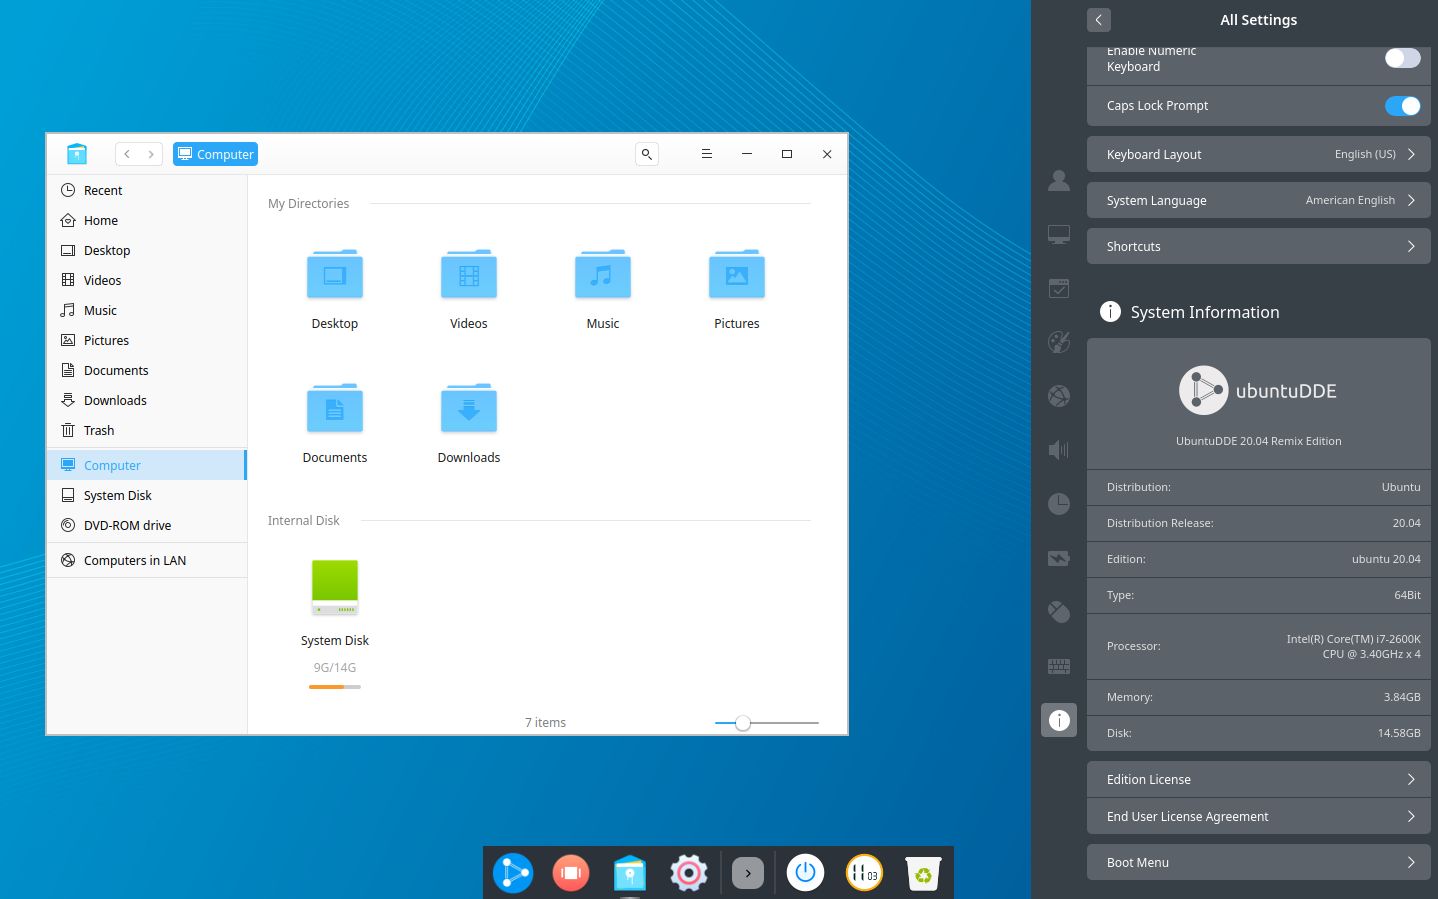 Computer
Recent
Home
Desktop
Videos
Music
Pictures
Documents
Downloads
Trash
Computer
System Disk
DVD-ROM drive
Computers in LAN
My Directories
Desktop
Videos
Music
Pictures
Documents
Downloads
Internal Disk
System Disk
9G/14G
7 items
All Settings
Enable Numeric
Keyboard
Caps Lock Prompt
Keyboard Layout
English (US)
System Language
American English
Shortcuts
System Information
ubuntuDDE
UbuntuDDE 20.04 Remix Edition
Distribution:
Ubuntu
Distribution Release:
20.04
Edition:
ubuntu 20.04
Type:
64Bit
Processor:
Intel(R) Core(TM) i7-2600K
CPU @ 3.40GHz x 4
Memory:
3.84GB
Disk:
14.58GB
Edition License
End User License Agreement
Boot Menu
11 03